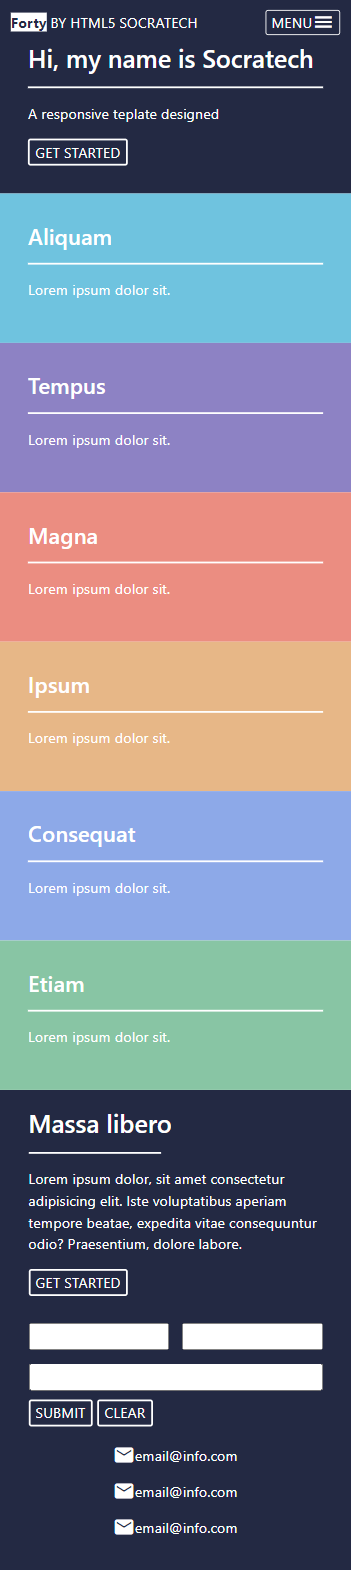 Forty BY HTML5 SOCRATECH MENU
Hi, my name is Socratech
A responsive teplate designed
GET STARTED
Aliquam
Lorem ipsum dolor sit.
Tempus
Lorem ipsum dolor sit.
Magna
Lorem ipsum dolor sit.
Ipsum
Lorem ipsum dolor sit.
Consequat
Lorem ipsum dolor sit.
Etiam
Lorem ipsum dolor sit.
Massa libero
Lorem ipsum dolor, sit amet consectetur
adipisicing elit. Iste voluptatibus aperiam
tempore beatae, expedita vitae consequuntur
odio? Praesentium, dolore labore.
GET STARTED
SUBMIT CLEAR
email@info.com
email@info.com
email@info.com